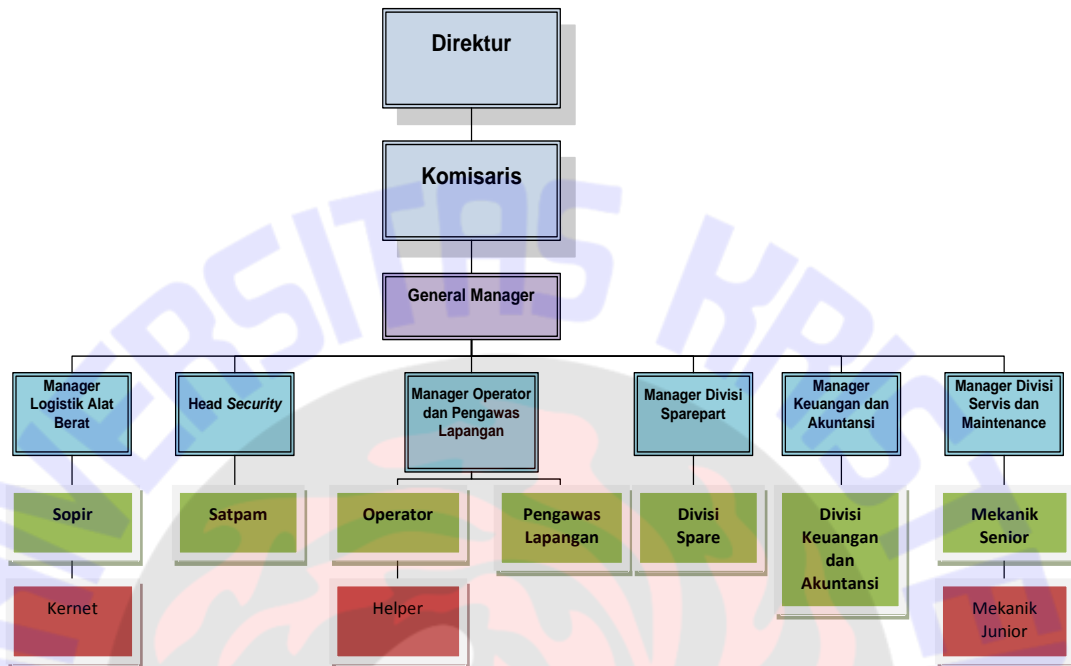 Direktur
Komisaris
General Manager
Manager
Logistik Alat
Berat
Head Security
Manager Operator
dan Pengawas
Lapangan
Manager Divisi
Sparepart
Manager
Keuangan dan
Akuntansi
Manager Divisi
Servis dan
Maintenance
Sopir
Satpam
Operator
Pengawas
Lapangan
Divisi
Spare
Divisi
Keuangan
dan
Akuntansi
Mekanik
Senior
Kernet
Helper
Mekanik
Junior